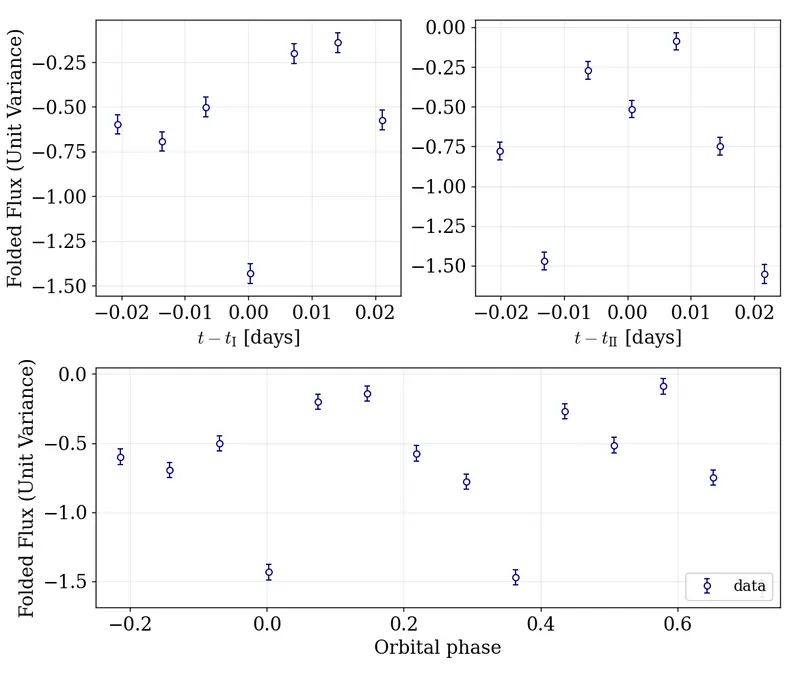 Folded Flux (Unit Variance)
−0.25
−0.50
−0.75
−1.00
−1.25
−1.50
−0.02 −0.01 0.00 0.01 0.02
t − tI [days]
0.00
−0.25
−0.50
−0.75
−1.00
−1.25
−1.50
−0.02 −0.01 0.00 0.01 0.02
t − tII [days]
Folded Flux (Unit Variance)
0.0
−0.5
−1.0
−1.5
−0.2 0.0 0.2 0.4 0.6
Orbital phase
data